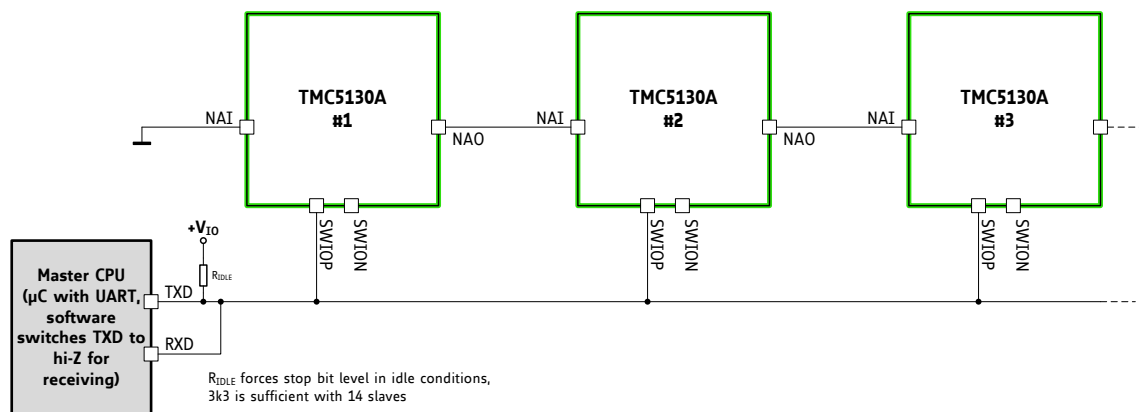 TMC5130A
#1
TMC5130A
#2
TMC5130A
#3
NAI
NAO
NAI
NAO
NAI
SWIOP
SWION
SWIOP
SWION
SWIOP
SWION
+VIO
RIDLE
Master CPU
(µC with UART,
software
switches TXD to
hi-Z for
receiving)
TXD
RXD
RIDLE forces stop bit level in idle conditions,
3k3 is sufficient with 14 slaves